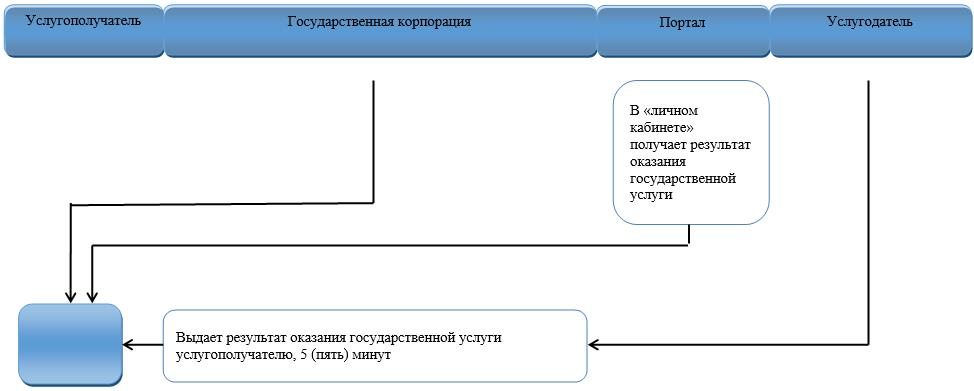 Услугополучатель
Государственная корпорация
Портал
Услугодатель
В «личном
кабинете»
получает результат
оказания
государственной
услуги
Выдает результат оказания государственной услуги
услугополучателю, 5 (пять) минут